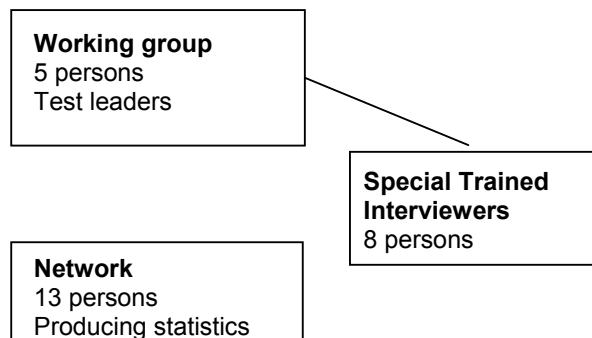 Working group
5 persons
Test leaders
Special Trained
Interviewers
8 persons
Network
13 persons
Producing statistics